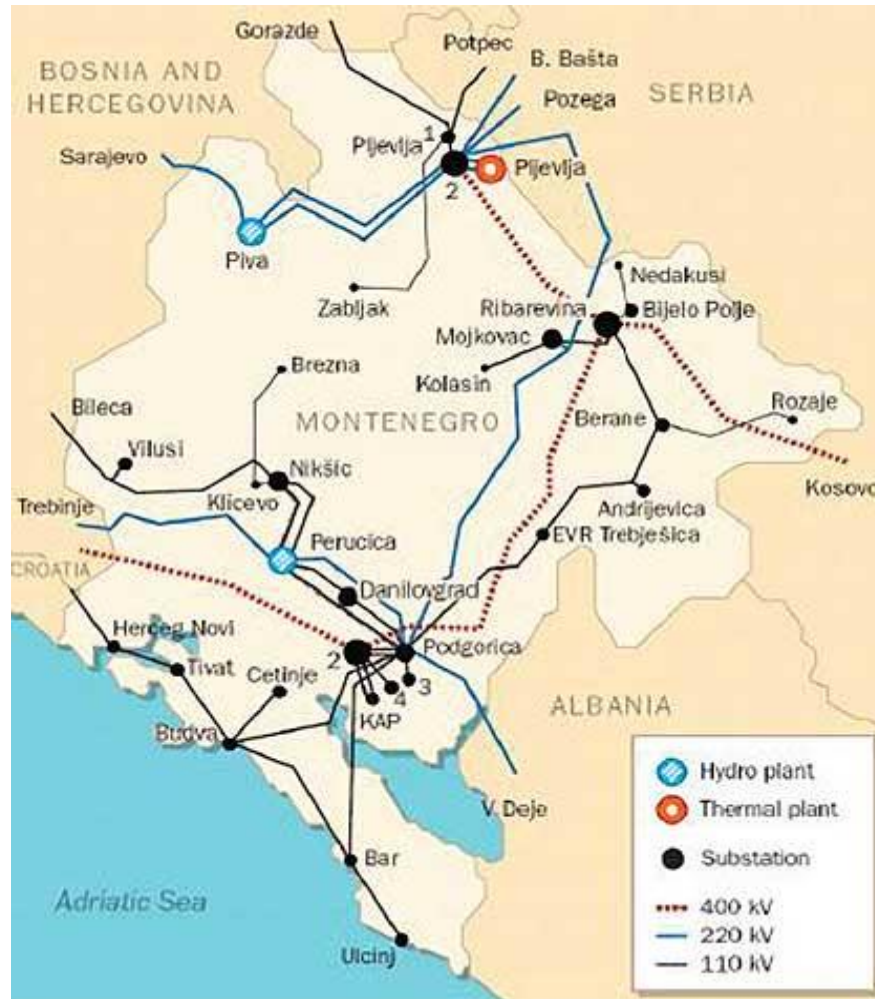 Gorazde
Potpec
B. Bašta
BOSNIA AND
HERCEGOVINA
Pozega
SERBIA
1
Pljevlja
Sarajevo
Pljevlja
2
Piva
Nedakusi
Zabljak
Ribarevina
Bijelo Polje
Mojkovac
Brezna
Kolasin
Bileca
MONTENEGRO
Rozaje
Berane
Vilusi
Nikšic
Kosovo
Klicevo
Andrijevica
Trebinje
EVR Trebješica
Perucica
CROATIA
Danilovgrad
Herceg Novi
Podgorica
2
Tivat
Cetinje
3
4
KAP
ALBANIA
Budva
Hydro plant
V. Deje
Thermal plant
Bar
Substation
Adriatic Sea
400 kV
220 kV
Ulcinj
110 kV